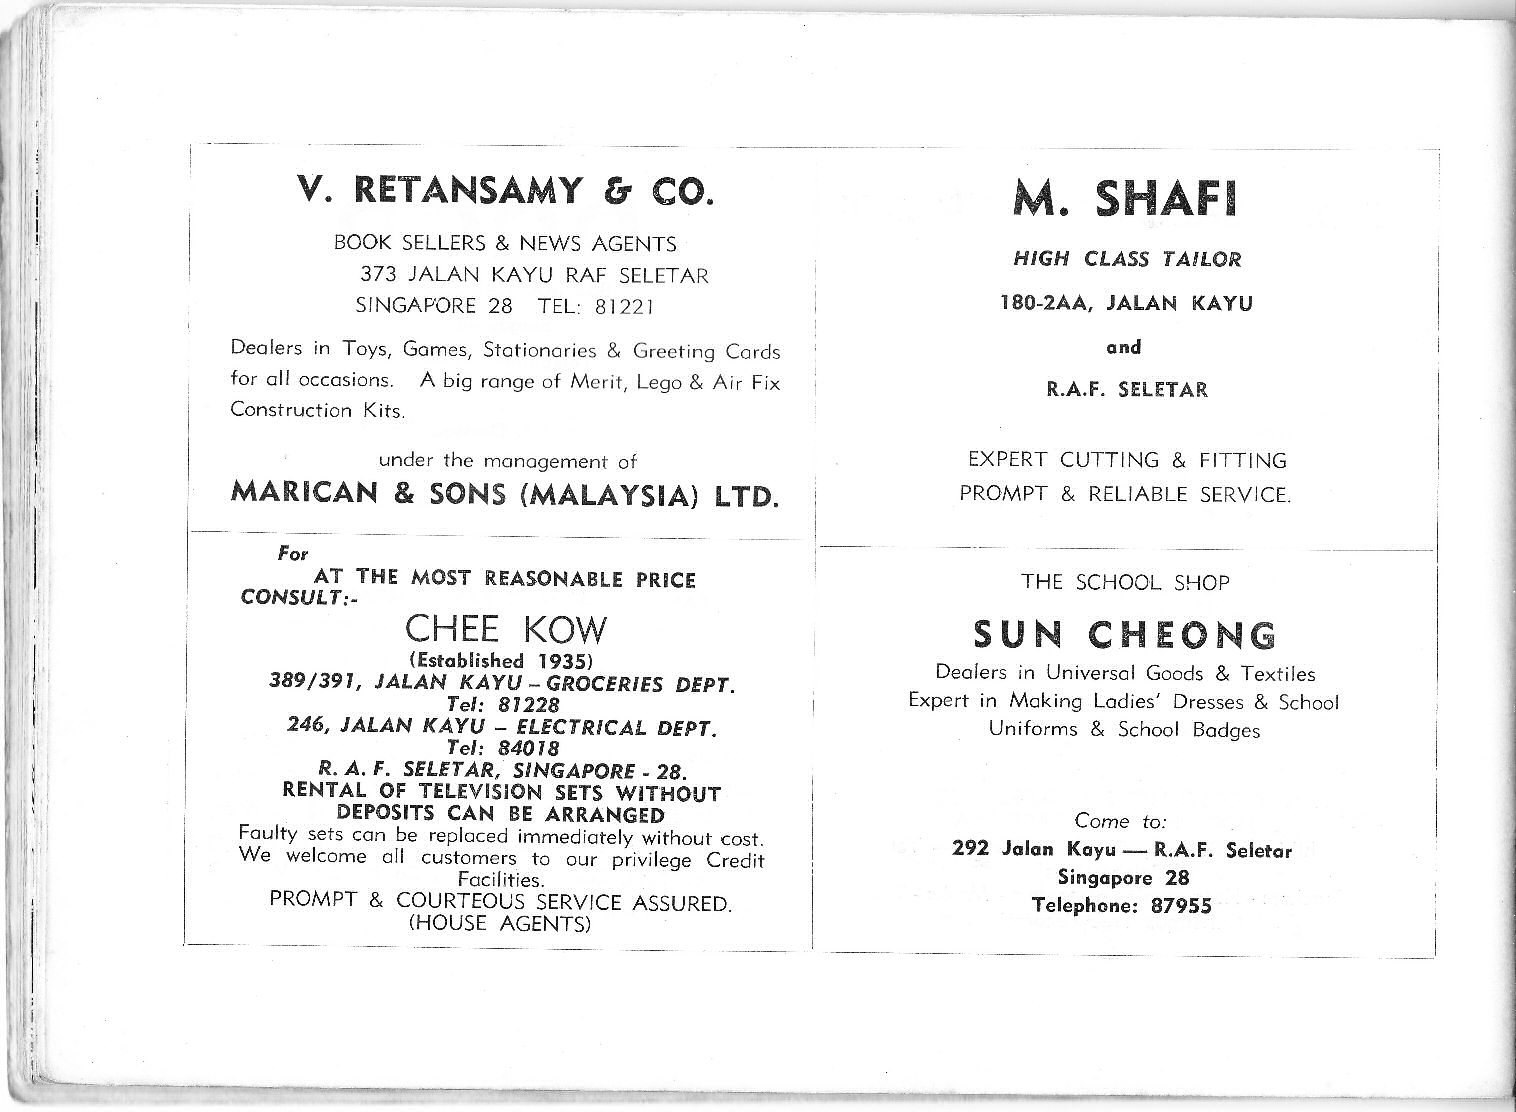 V. RETANSAMY & CO.
BOOK SELLERS & NEWS AGENTS
373 JALAN KAYU RAF SELETAR
SINGAPORE 28 TEL: 81221
Dealers in Toys, Games, Stationaries & Greeting Cards
for all occasions. A big range of Merit, Lego & Air Fix
Construction Kits.
under the management of
MARICAN & SONS (MALAYSIA) LTD.
For
AT THE MOST REASONABLE PRICE
CONSULT:-
CHEE KOW
(Established 1935)
389/391, JALAN KAYU – GROCERIES DEPT.
Tel: 81228
246, JALAN KAYU – ELECTRICAL DEPT.
Tel: 84018
R. A. F. SELETAR, SINGAPORE - 28.
RENTAL OF TELEVISION SETS WITHOUT
DEPOSITS CAN BE ARRANGED
Faulty sets can be replaced immediately without cost.
We welcome all customers to our privilege Credit
Facilities.
PROMPT & COURTEOUS SERVICE ASSURED.
(HOUSE AGENTS)
M. SHAFI
HIGH CLASS TAILOR
180-2AA, JALAN KAYU
and
R.A.F. SELETAR
EXPERT CUTTING & FITTING
PROMPT & RELIABLE SERVICE.
THE SCHOOL SHOP
SUN CHEONG
Dealers in Universal Goods & Textiles
Expert in Making Ladies' Dresses & School
Uniforms & School Badges
Come to:
292 Jalan Kayu — R.A.F. Seletar
Singapore 28
Telephone: 87955